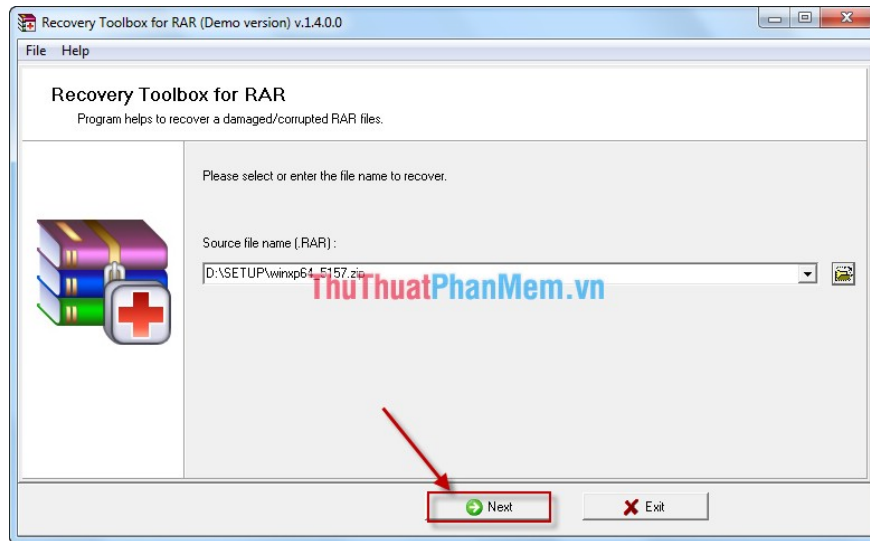 Recovery Toolbox for RAR (Demo version) v.1.4.0.0
File Help
Recovery Toolbox for RAR
Program helps to recover a damaged/corrupted RAR files.
Please select or enter the file name to recover.
Source file name (.RAR) :
D:\SETUP\winxp64_5157.zip
ThuThuatPhanMem.vn
Next Exit